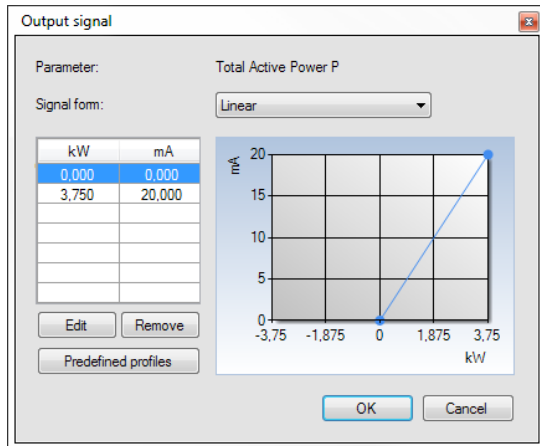 Output signal
Parameter: Total Active Power P
Signal form: Linear
kW mA
0,000 0,000
3,750 20,000
Edit Remove
Predefined profiles
mA
20
15
10
5
0
-3,75 -1,875 0 1,875 3,75
kW
OK Cancel